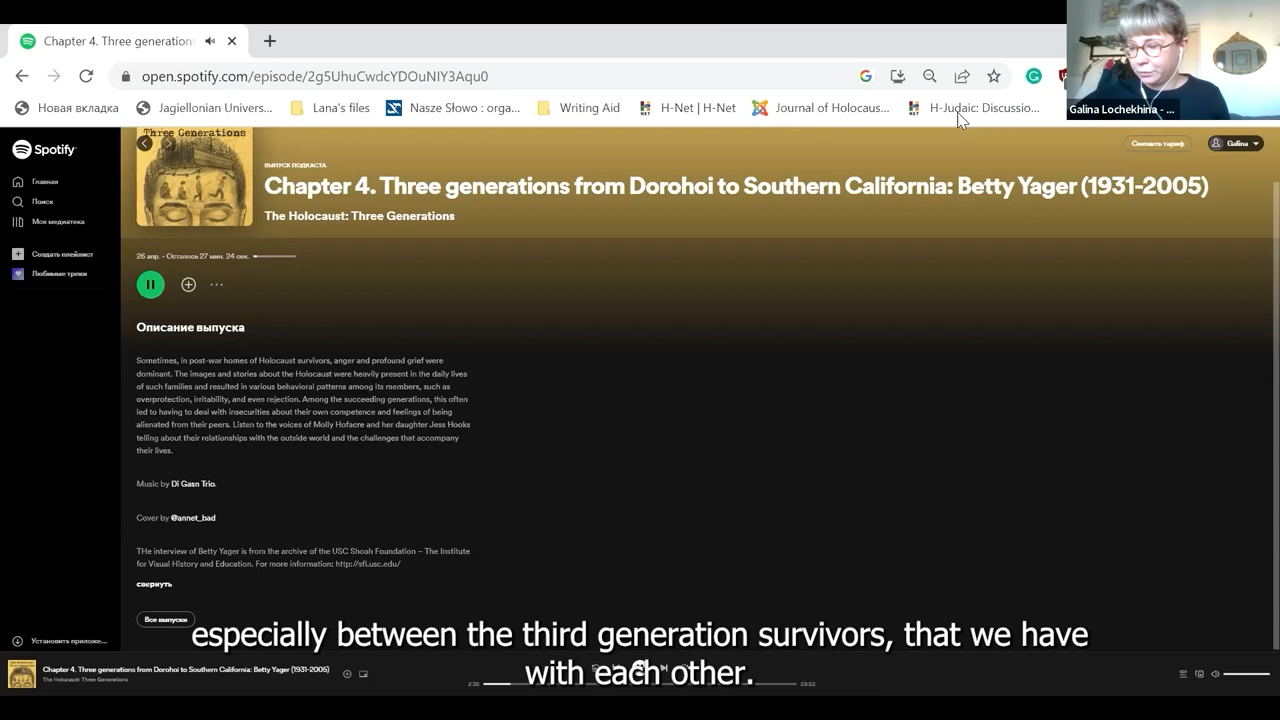 Chapter 4. Three generations
open.spotify.com/episode/2g5UhuCwdcYDOuNIY3Aqu0
Новая вкладка
Jagiellonian Univers...
Lana's files
Nasze Słowo : orga...
Writing Aid
H-Net | H-Net
Journal of Holocaus...
H-Judaic: Discussio...
Galina Lochekhina - ...
Spotify
Главная
Поиск
Моя медиатека
Создать плейлист
Любимые треки
Установить приложе...
Three Generations
Сменить тариф
Galina
ВЫПУСК ПОДКАСТА
Chapter 4. Three generations from Dorohoi to Southern California: Betty Yager (1931-2005)
The Holocaust: Three Generations
26 апр. • Осталось 27 мин. 24 сек.
Описание выпуска
Sometimes, in post-war homes of Holocaust survivors, anger and profound grief were
dominant. The images and stories about the Holocaust were heavily present in the daily lives
of such families and resulted in various behavioral patterns among its members, such as
overprotection, irritability, and even rejection. Among the succeeding generations, this often
led to having to deal with insecurities about their own competence and feelings of being
alienated from their peers. Listen to the voices of Molly Hofacre and her daughter Jess Hooks
telling about their relationships with the outside world and the challenges that accompany
their lives.
Music by Di Gasn Trio.
Cover by @annet_bad
THe interview of Betty Yager is from the archive of the USC Shoah Foundation – The Institute
for Visual History and Education. For more information: http://sfi.usc.edu/
свернуть
Все выпуски
especially between the third generation survivors, that we have
with each other.
Chapter 4. Three generations from Dorohoi to Southern California: Betty Yager (1931-2005)
The Holocaust: Three Generations
2:35
29:52